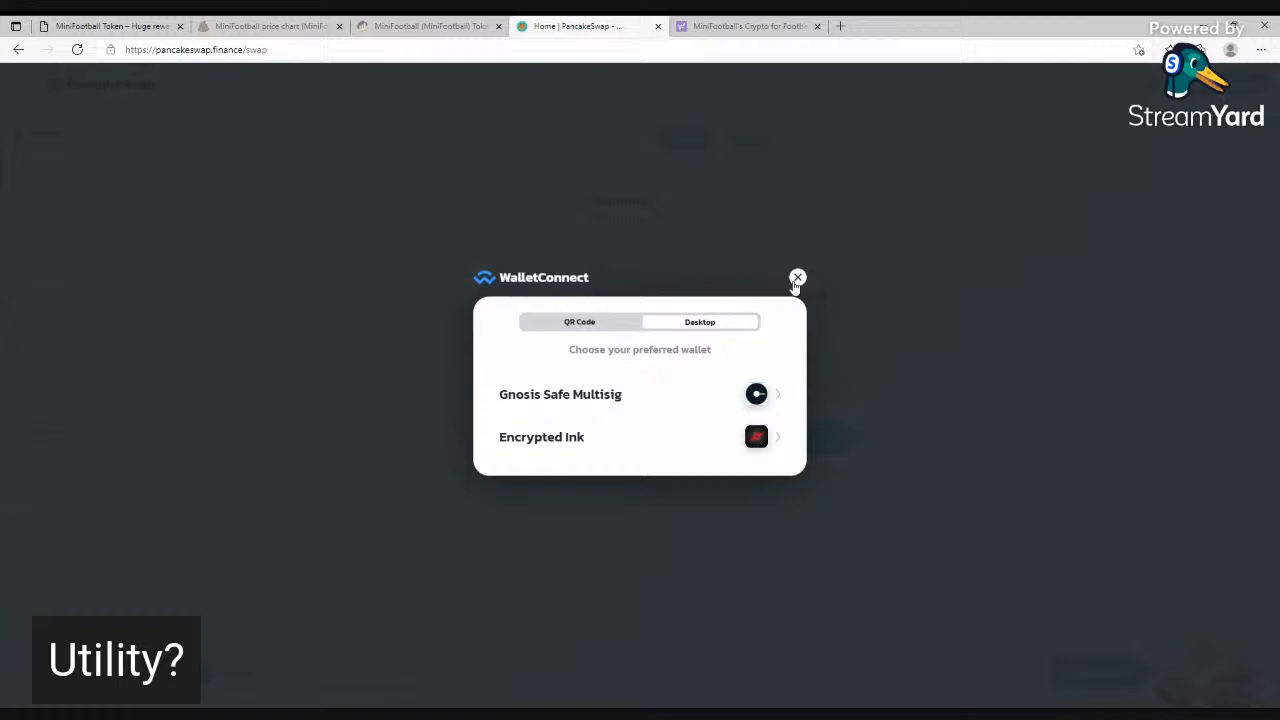 MiniFootball Token – Huge rewa
MiniFootball price chart (MiniFo
MiniFootball (MiniFootball) Toke
Home | PancakeSwap - ...
MiniFootball's Crypto for Footb
https://pancakeswap.finance/swap
Powered by
StreamYard
WalletConnect
QR Code
Desktop
Choose your preferred wallet
Gnosis Safe Multisig
Encrypted Ink
Utility?